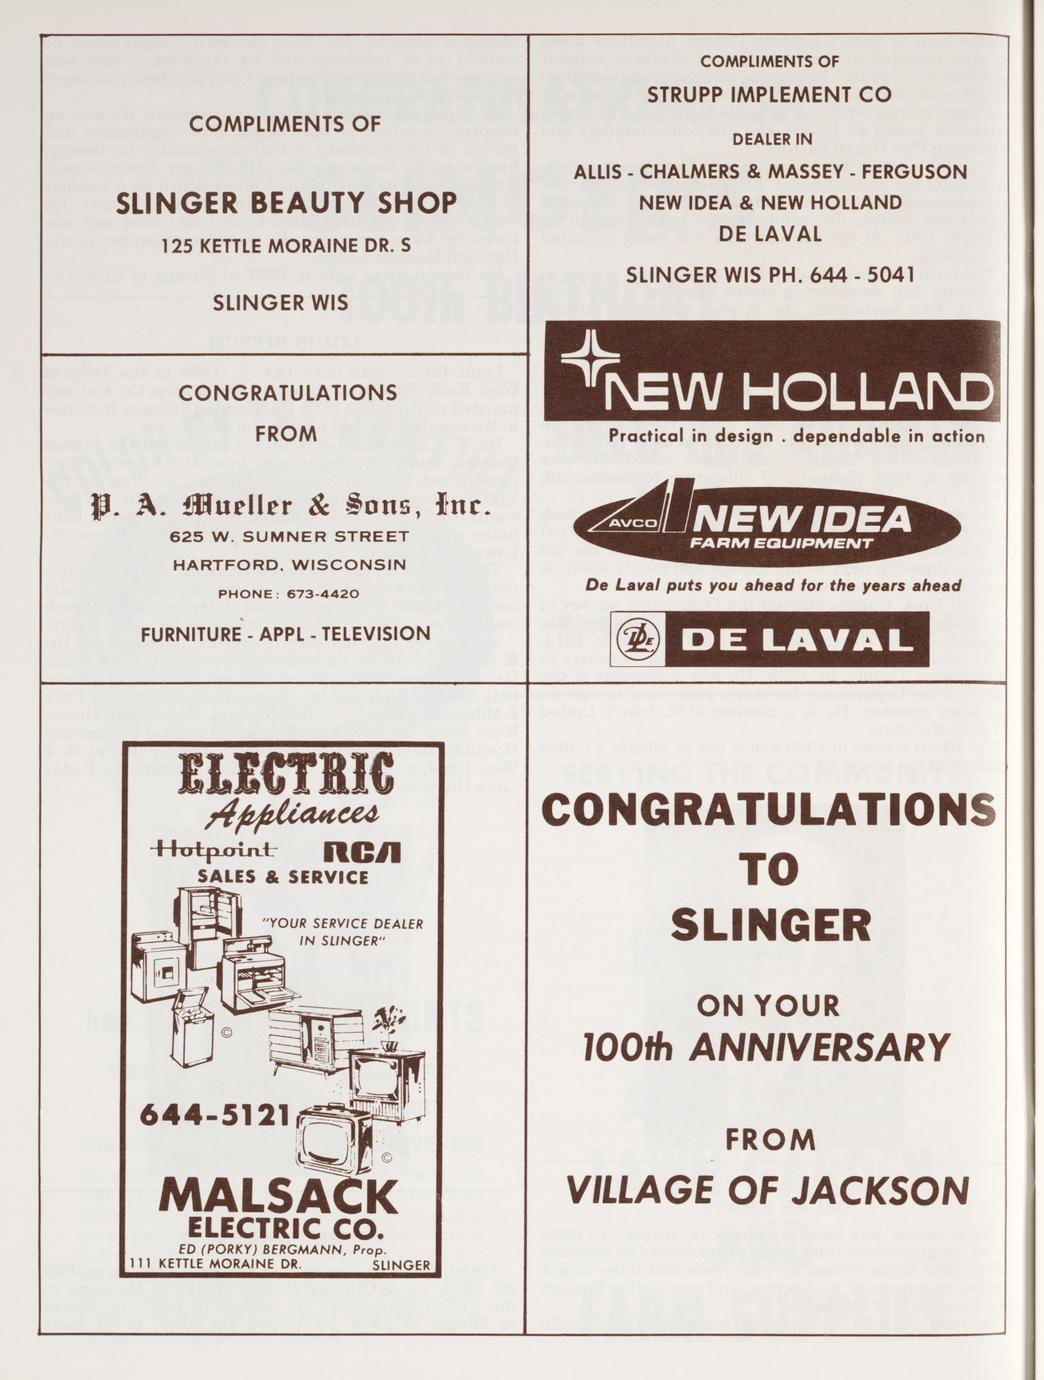 COMPLIMENTS OF
SLINGER BEAUTY SHOP
125 KETTLE MORAINE DR. S
SLINGER WIS
CONGRATULATIONS
FROM
P. A. Mueller & Sons, Inc.
625 W. SUMNER STREET
HARTFORD, WISCONSIN
PHONE: 673-4420
FURNITURE - APPL - TELEVISION
COMPLIMENTS OF
STRUPP IMPLEMENT CO
DEALER IN
ALLIS - CHALMERS & MASSEY - FERGUSON
NEW IDEA & NEW HOLLAND
DE LAVAL
SLINGER WIS PH. 644 - 5041
NEW HOLLAND
Practical in design . dependable in action
AVCO NEW IDEA
FARM EQUIPMENT
De Laval puts you ahead for the years ahead
DE LAVAL
ELECTRIC
Appliances
Hotpoint RCA
SALES & SERVICE
"YOUR SERVICE DEALER
IN SLINGER"
©
644-5121
©
MALSACK
ELECTRIC CO.
ED (PORKY) BERGMANN, Prop.
111 KETTLE MORAINE DR. SLINGER
CONGRATULATIONS
TO
SLINGER
ON YOUR
100th ANNIVERSARY
FROM
VILLAGE OF JACKSON